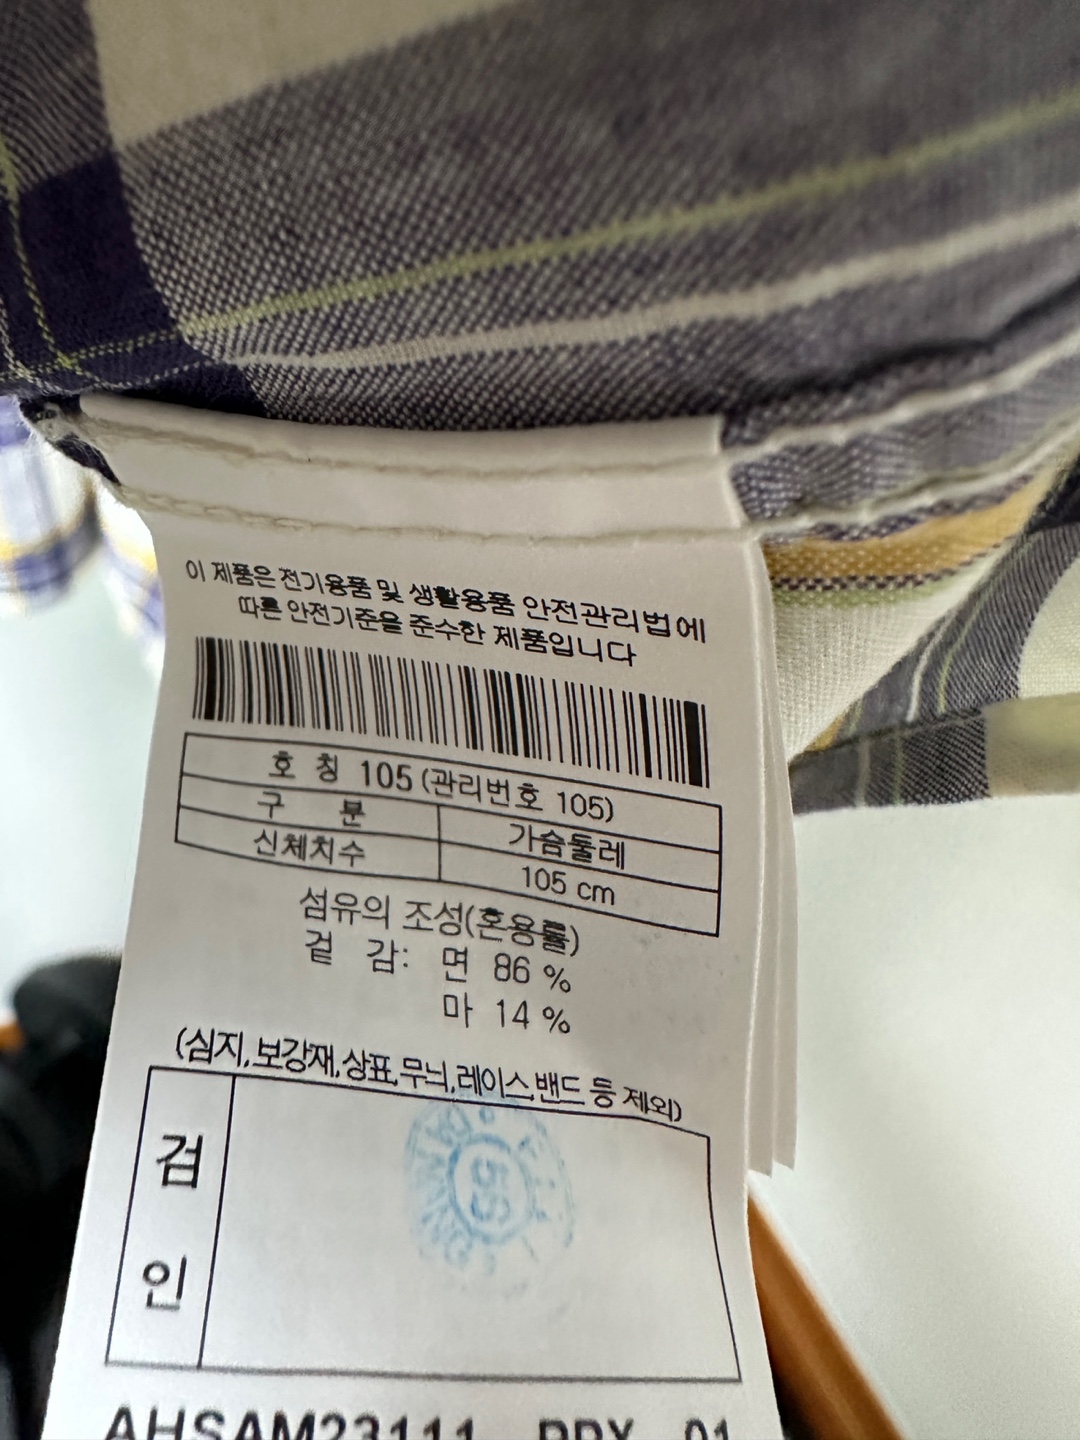 이 제품은 전기용품 및 생활용품 안전관리법에
따른 안전기준을 준수한 제품입니다
호 칭 105 (관리번호 105)
구 분 가슴둘레
신체치수 105 cm
섬유의 조성(혼용률)
겉 감: 면 86 %
마 14 %
(심지,보강재,상표,무늬,레이스,밴드 등 제외)
검
인
AHSAM23111 PPX 01